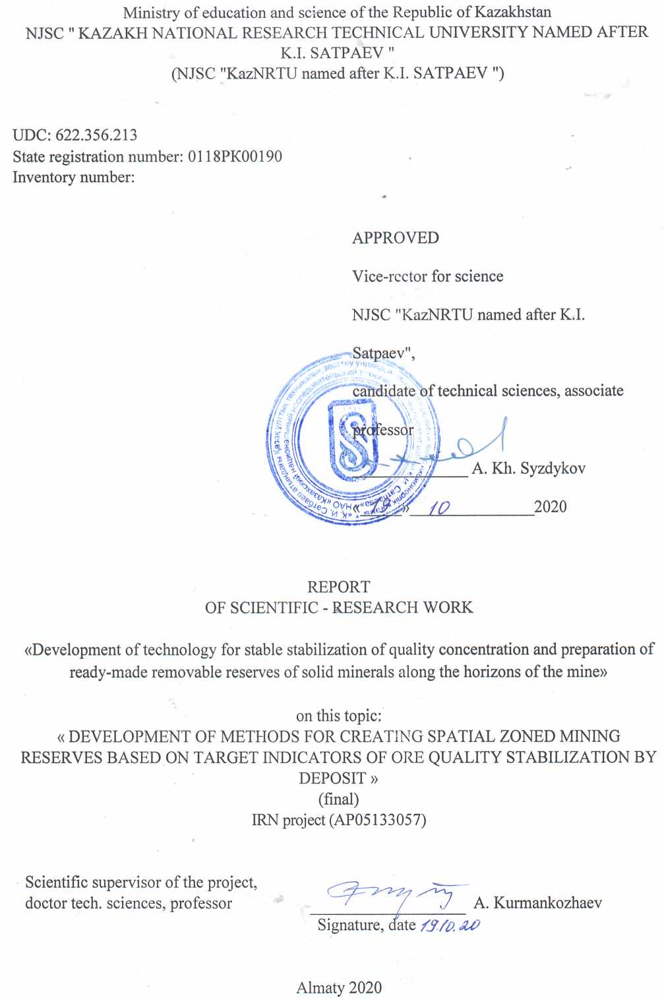 Ministry of education and science of the Republic of Kazakhstan
NJSC " KAZAKH NATIONAL RESEARCH TECHNICAL UNIVERSITY NAMED AFTER
K.I. SATPAEV "
(NJSC "KazNRTU named after K.I. SATPAEV ")
UDC: 622.356.213
State registration number: 0118РК00190
Inventory number:
APPROVED
Vice-rector for science
NJSC "KazNRTU named after K.I.
Satpaev",
candidate of technical sciences, associate
professor
A. Kh. Syzdykov
« 19 » 10 2020
REPORT
OF SCIENTIFIC - RESEARCH WORK
«Development of technology for stable stabilization of quality concentration and preparation of
ready-made removable reserves of solid minerals along the horizons of the mine»
on this topic:
« DEVELOPMENT OF METHODS FOR CREATING SPATIAL ZONED MINING
RESERVES BASED ON TARGET INDICATORS OF ORE QUALITY STABILIZATION BY
DEPOSIT »
(final)
IRN project (AP05133057)
Scientific supervisor of the project,
doctor tech. sciences, professor A. Kurmankozhaev
Signature, date 19.10.20
Almaty 2020